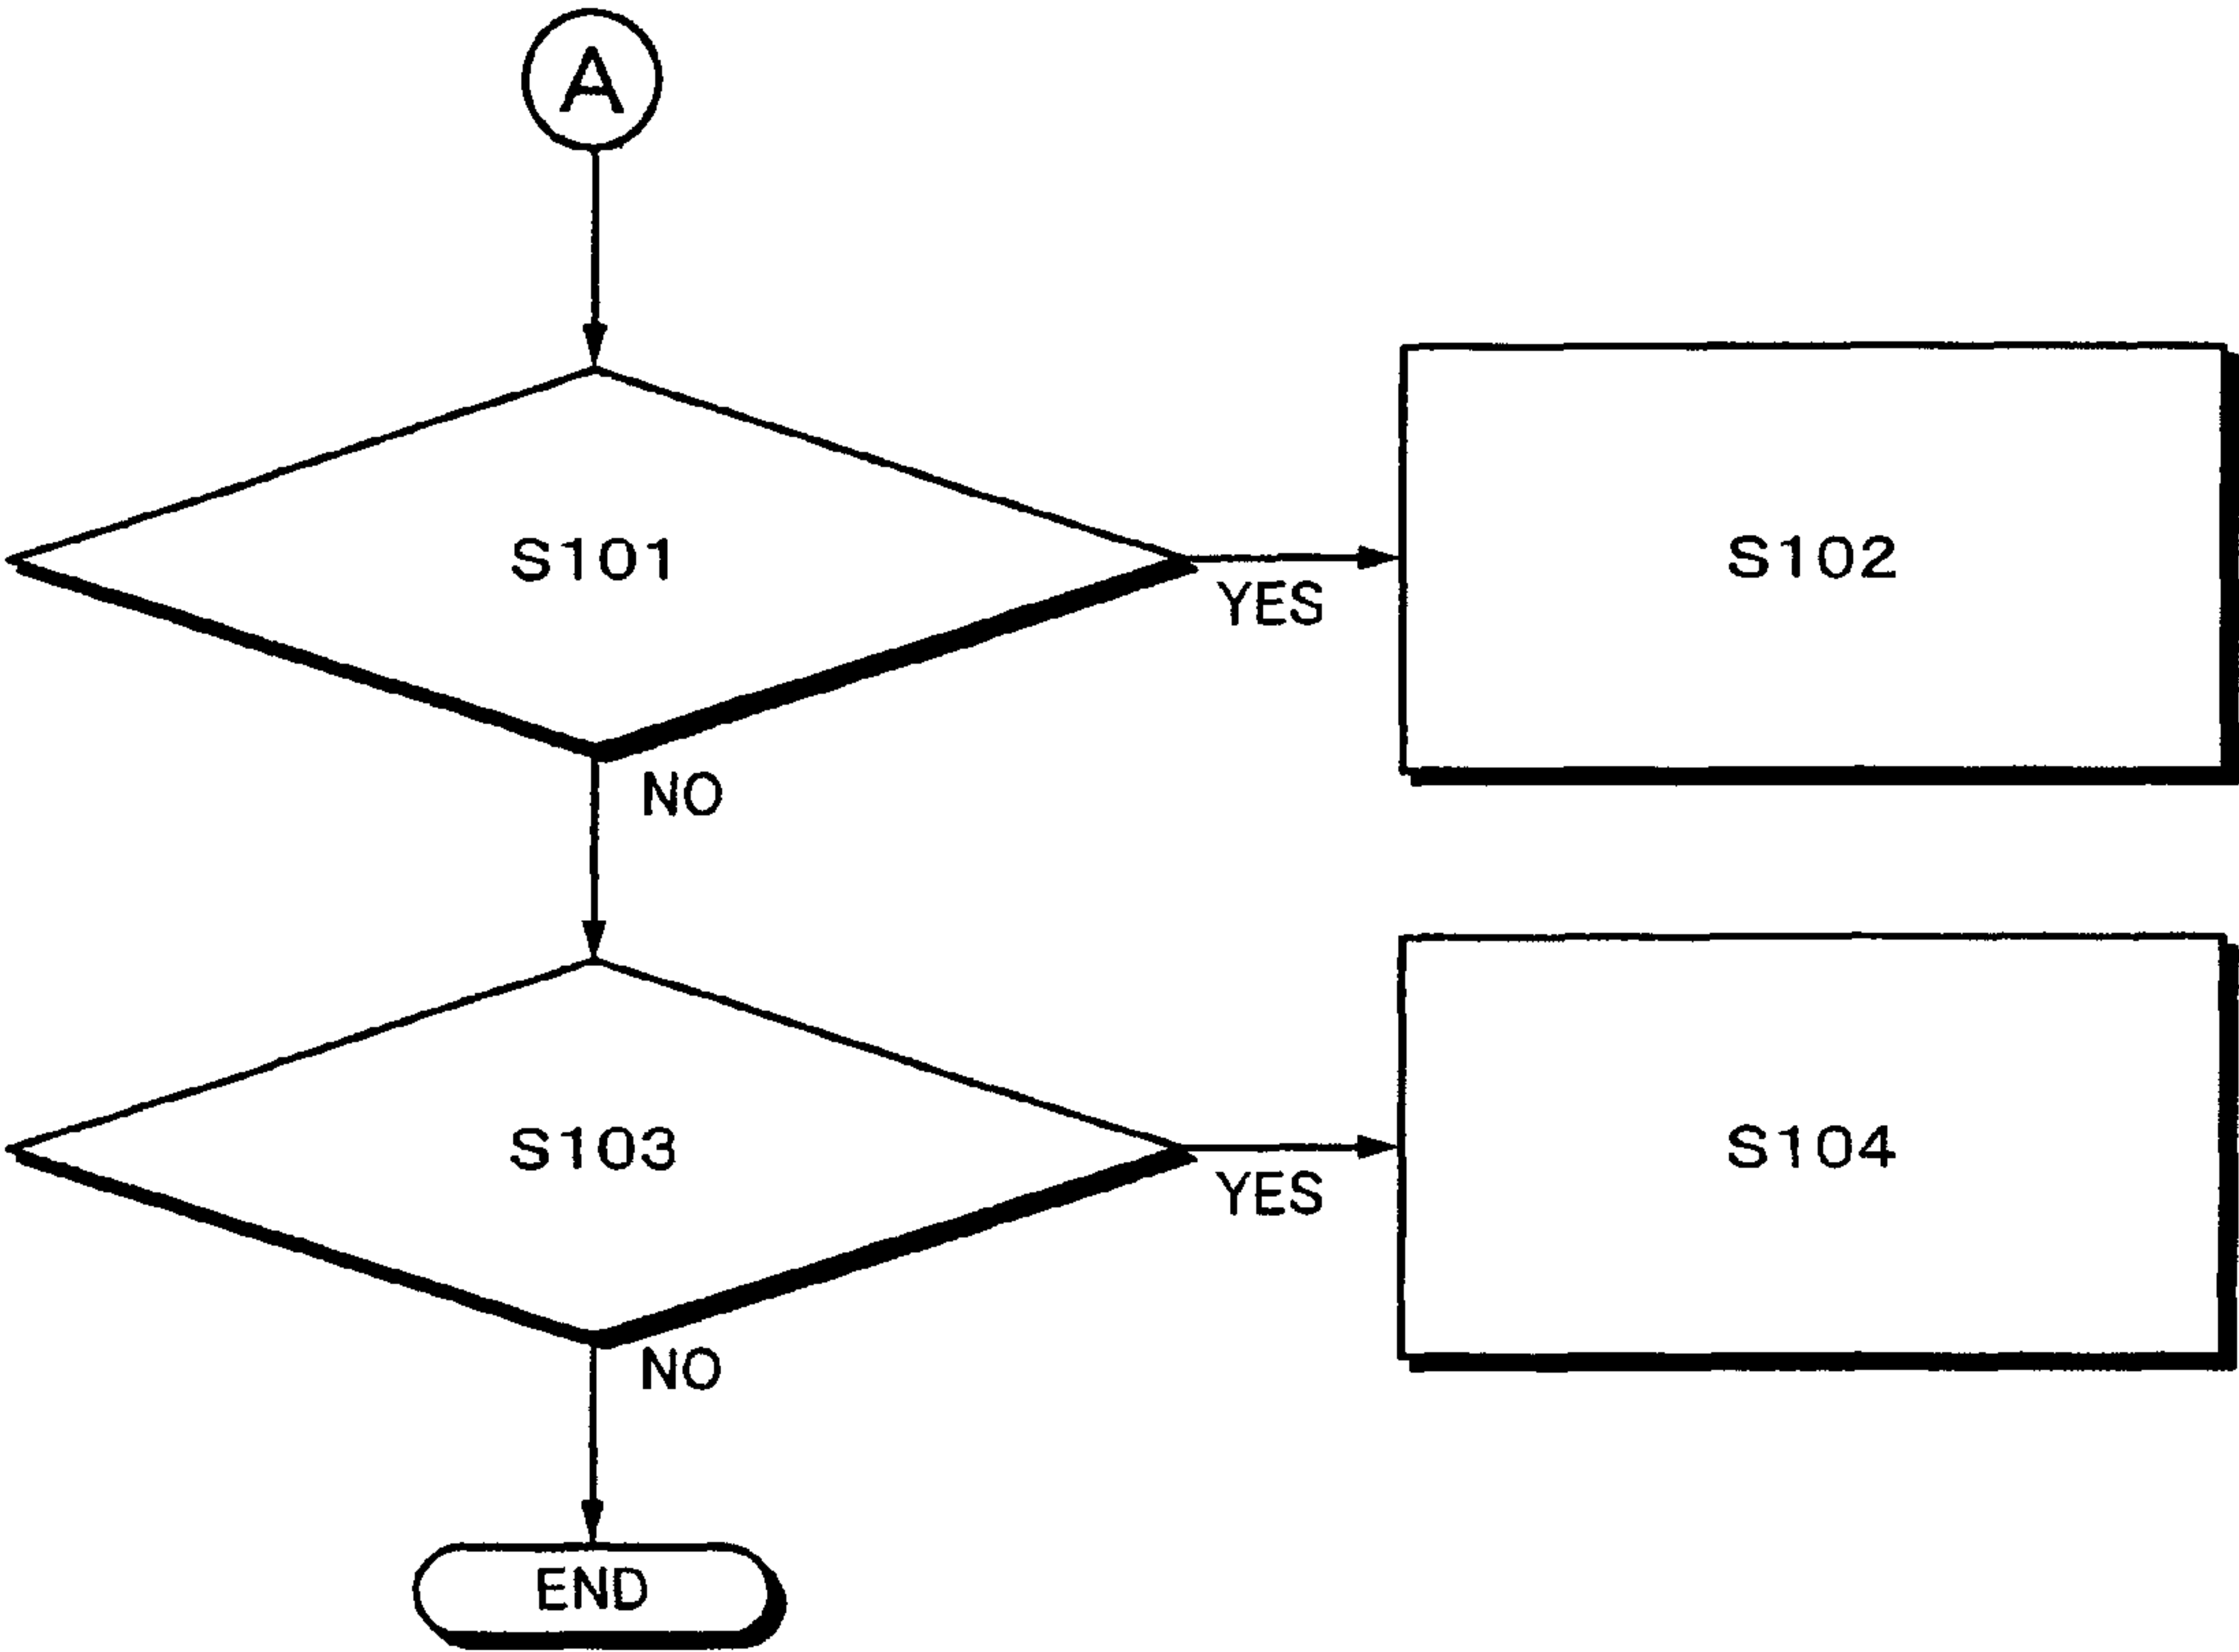 A
S101
YES
S102
NO
S103
YES
S104
NO
END